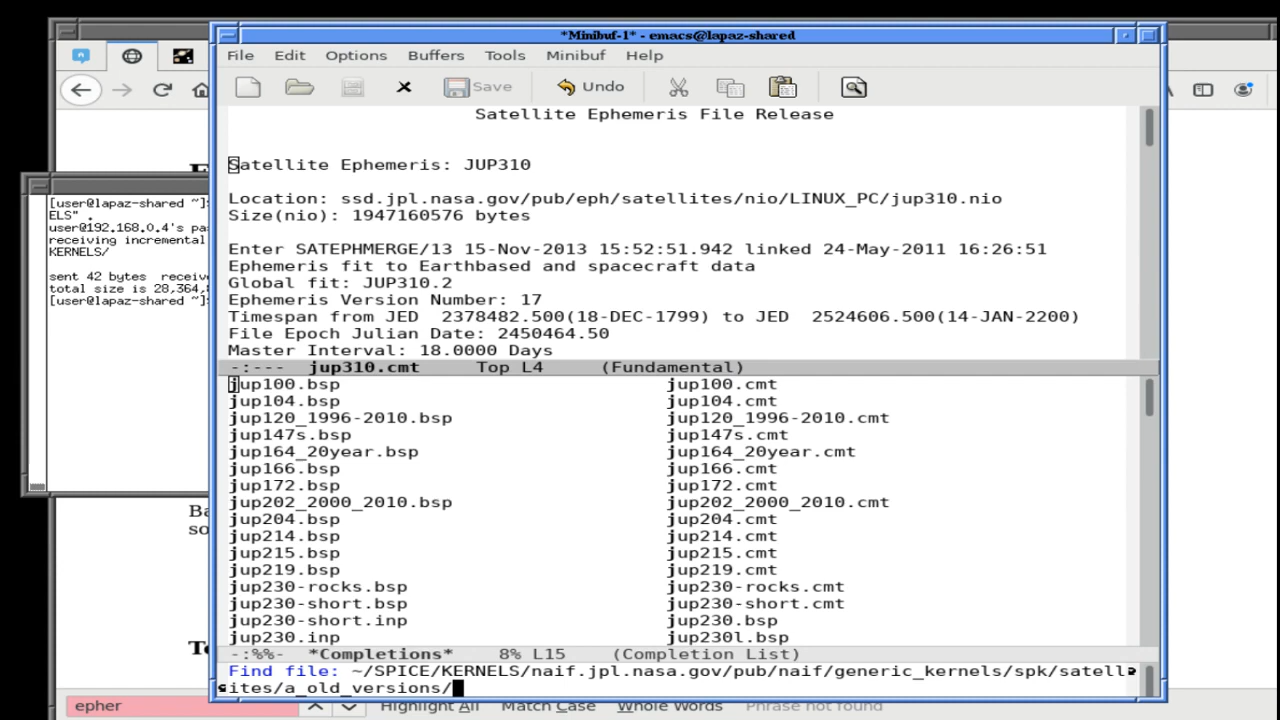 *Minibuf-1* - emacs@lapaz-shared
File Edit Options Buffers Tools Minibuf Help
Save Undo
Satellite Ephemeris File Release
Satellite Ephemeris: JUP310
Location: ssd.jpl.nasa.gov/pub/eph/satellites/nio/LINUX_PC/jup310.nio
Size(nio): 1947160576 bytes
Enter SATEPHMERGE/13 15-Nov-2013 15:52:51.942 linked 24-May-2011 16:26:51
Ephemeris fit to Earthbased and spacecraft data
Global fit: JUP310.2
Ephemeris Version Number: 17
Timespan from JED  2378482.500(18-DEC-1799) to JED  2524606.500(14-JAN-2200)
File Epoch Julian Date: 2450464.50
Master Interval: 18.0000 Days
-:---  jup310.cmt     Top L4     (Fundamental)
jup100.bsp jup100.cmt
jup104.bsp jup104.cmt
jup120_1996-2010.bsp jup120_1996-2010.cmt
jup147s.bsp jup147s.cmt
jup164_20year.bsp jup164_20year.cmt
jup166.bsp jup166.cmt
jup172.bsp jup172.cmt
jup202_2000_2010.bsp jup202_2000_2010.cmt
jup204.bsp jup204.cmt
jup214.bsp jup214.cmt
jup215.bsp jup215.cmt
jup219.bsp jup219.cmt
jup230-rocks.bsp jup230-rocks.cmt
jup230-short.bsp jup230-short.cmt
jup230-short.inp jup230.bsp
jup230.inp jup230l.bsp
-:%%-  *Completions*    8% L15    (Completion List)
Find file: ~/SPICE/KERNELS/naif.jpl.nasa.gov/pub/naif/generic_kernels/spk/satell
ites/a_old_versions/
[user@lapaz-shared ~]
ELS" .
user@192.168.0.4's pa
receiving incremental
KERNELS/
sent 42 bytes  receive
total size is 28,364,
[user@lapaz-shared ~]
Ba
so
To
epher Highlight All Match Case Whole Words Phrase not found